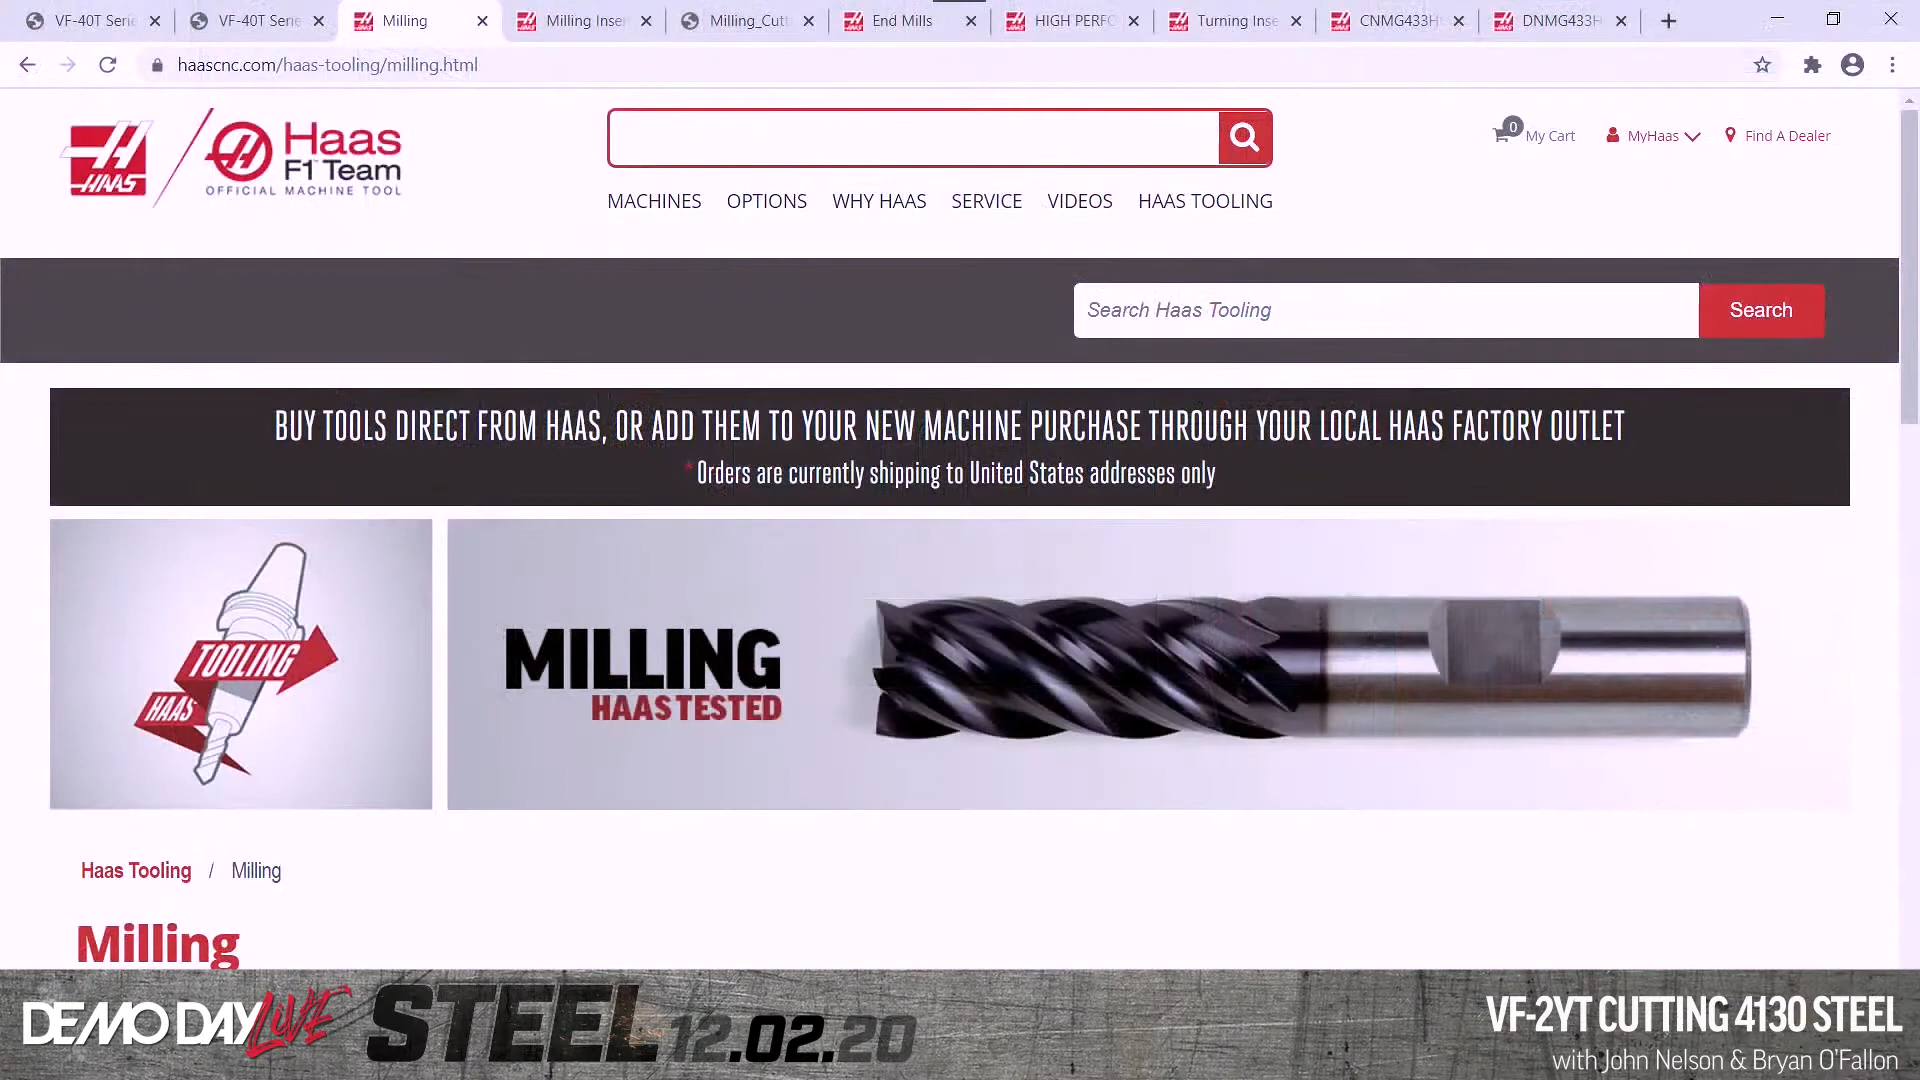 VF-40T Serie
VF-40T Serie
Milling
Milling Inser
Milling_Cutt
End Mills
HIGH PERFO
Turning Inse
CNMG433H
DNMG433H
haascnc.com/haas-tooling/milling.html
HAAS
Haas
F1 Team
OFFICIAL MACHINE TOOL
0
My Cart
MyHaas
Find A Dealer
MACHINES
OPTIONS
WHY HAAS
SERVICE
VIDEOS
HAAS TOOLING
Search Haas Tooling
Search
BUY TOOLS DIRECT FROM HAAS, OR ADD THEM TO YOUR NEW MACHINE PURCHASE THROUGH YOUR LOCAL HAAS FACTORY OUTLET
*Orders are currently shipping to United States addresses only
TOOLING
HAAS
MILLING
HAAS TESTED
Haas Tooling / Milling
Milling
DEMO DAY LIVE
STEEL
12.02.20
VF-2YT CUTTING 4130 STEEL
with John Nelson & Bryan O'Fallon